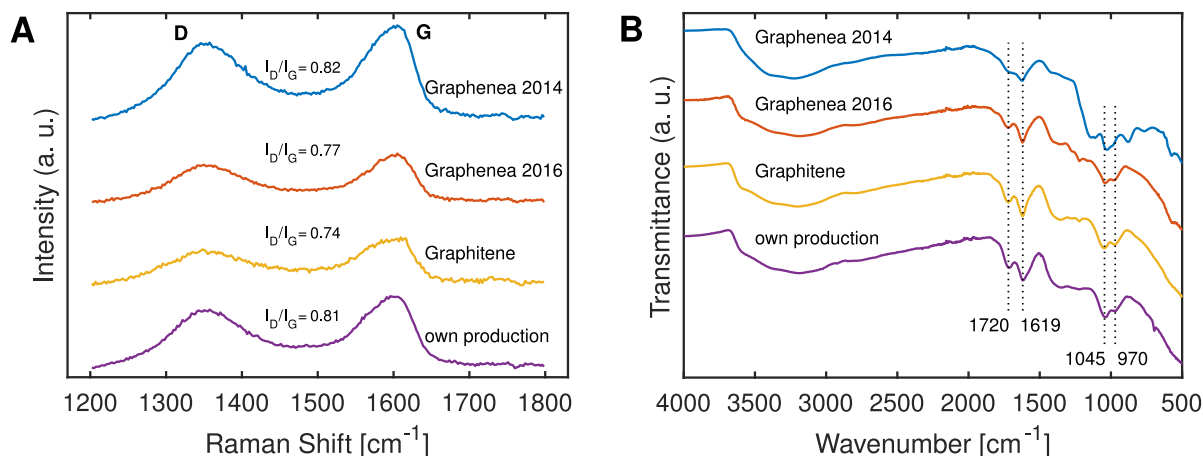 A
D
G
I_D/I_G = 0.82
Graphenea 2014
I_D/I_G = 0.77
Graphenea 2016
I_D/I_G = 0.74
Graphitene
I_D/I_G = 0.81
own production
Intensity (a. u.)
1200 1300 1400 1500 1600 1700 1800
Raman Shift [cm⁻¹]
B
Graphenea 2014
Graphenea 2016
Graphitene
own production
1720 1619
1045 970
Transmittance (a. u.)
4000 3500 3000 2500 2000 1500 1000 500
Wavenumber [cm⁻¹]